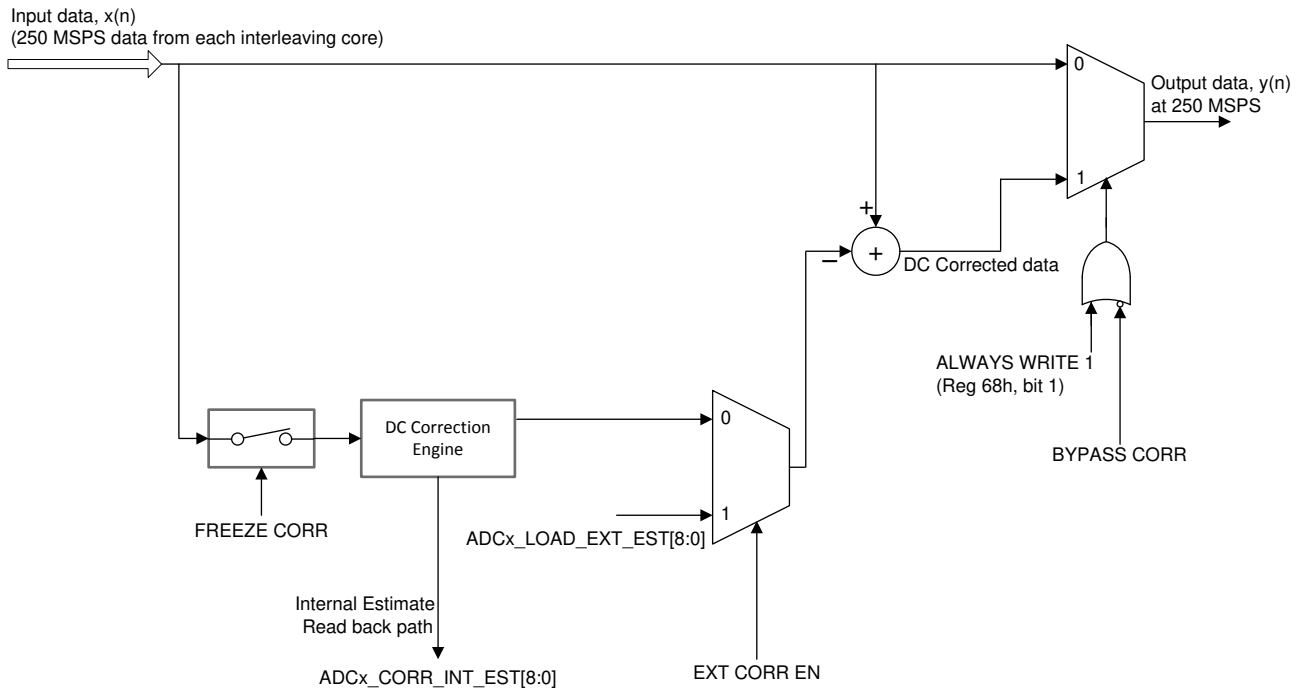 Input data, x(n)
(250 MSPS data from each interleaving core)
0
Output data, y(n)
at 250 MSPS
1
+
+
–
DC Corrected data
ALWAYS WRITE 1
(Reg 68h, bit 1)
BYPASS CORR
DC Correction
Engine
0
1
FREEZE CORR
ADCx_LOAD_EXT_EST[8:0]
Internal Estimate
Read back path
ADCx_CORR_INT_EST[8:0]
EXT CORR EN